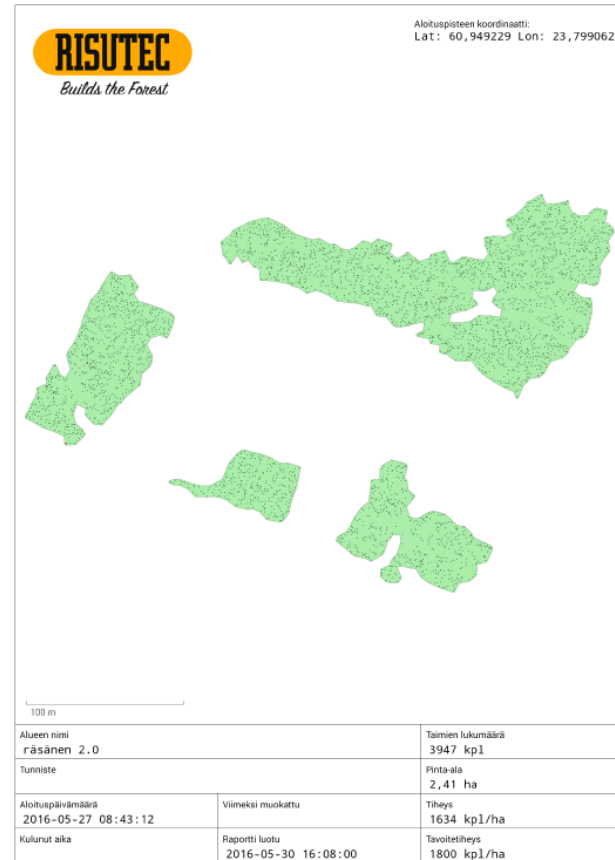 Aloituspisteen koordinaatti:
Lat: 60,949229 Lon: 23,799062
RISUTEC
Builds the Forest
100 m
Alueen nimi
räsänen 2.0
Taimien lukumäärä
3947 kpl
Tunniste
Pinta-ala
2,41 ha
Aloituspäivämäärä
2016-05-27 08:43:12
Viimeksi muokattu
Tiheys
1634 kpl/ha
Kulunut aika
Raportti luotu
2016-05-30 16:08:00
Tavoitetiheys
1800 kpl/ha